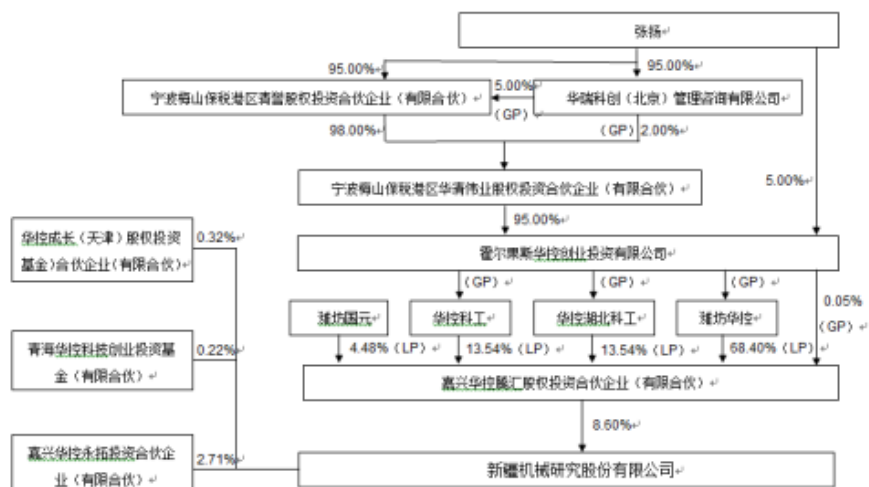 张扬
95.00%
95.00%
宁波梅山保税港区清誉股权投资合伙企业（有限合伙）
5.00%
（GP）
华瑞科创（北京）管理咨询有限公司
98.00%
（GP）
2.00%
宁波梅山保税港区华清伟业股权投资合伙企业（有限合伙）
5.00%
95.00%
华控成长（天津）股权投资
基金)合伙企业(有限合伙)
0.32%
霍尔果斯华控创业投资有限公司
（GP）
（GP）
（GP）
0.05%
（GP）
潍坊国元
华控科工
华控湖北科工
潍坊华控
青海华控科技创业投资基
金（有限合伙）
0.22%
4.48%（LP）
13.54%（LP）
13.54%（LP）
68.40%（LP）
嘉兴华控腾汇股权投资合伙企业（有限合伙）
8.60%
嘉兴华控永拓投资合伙企
业（有限合伙）
2.71%
新疆机械研究股份有限公司